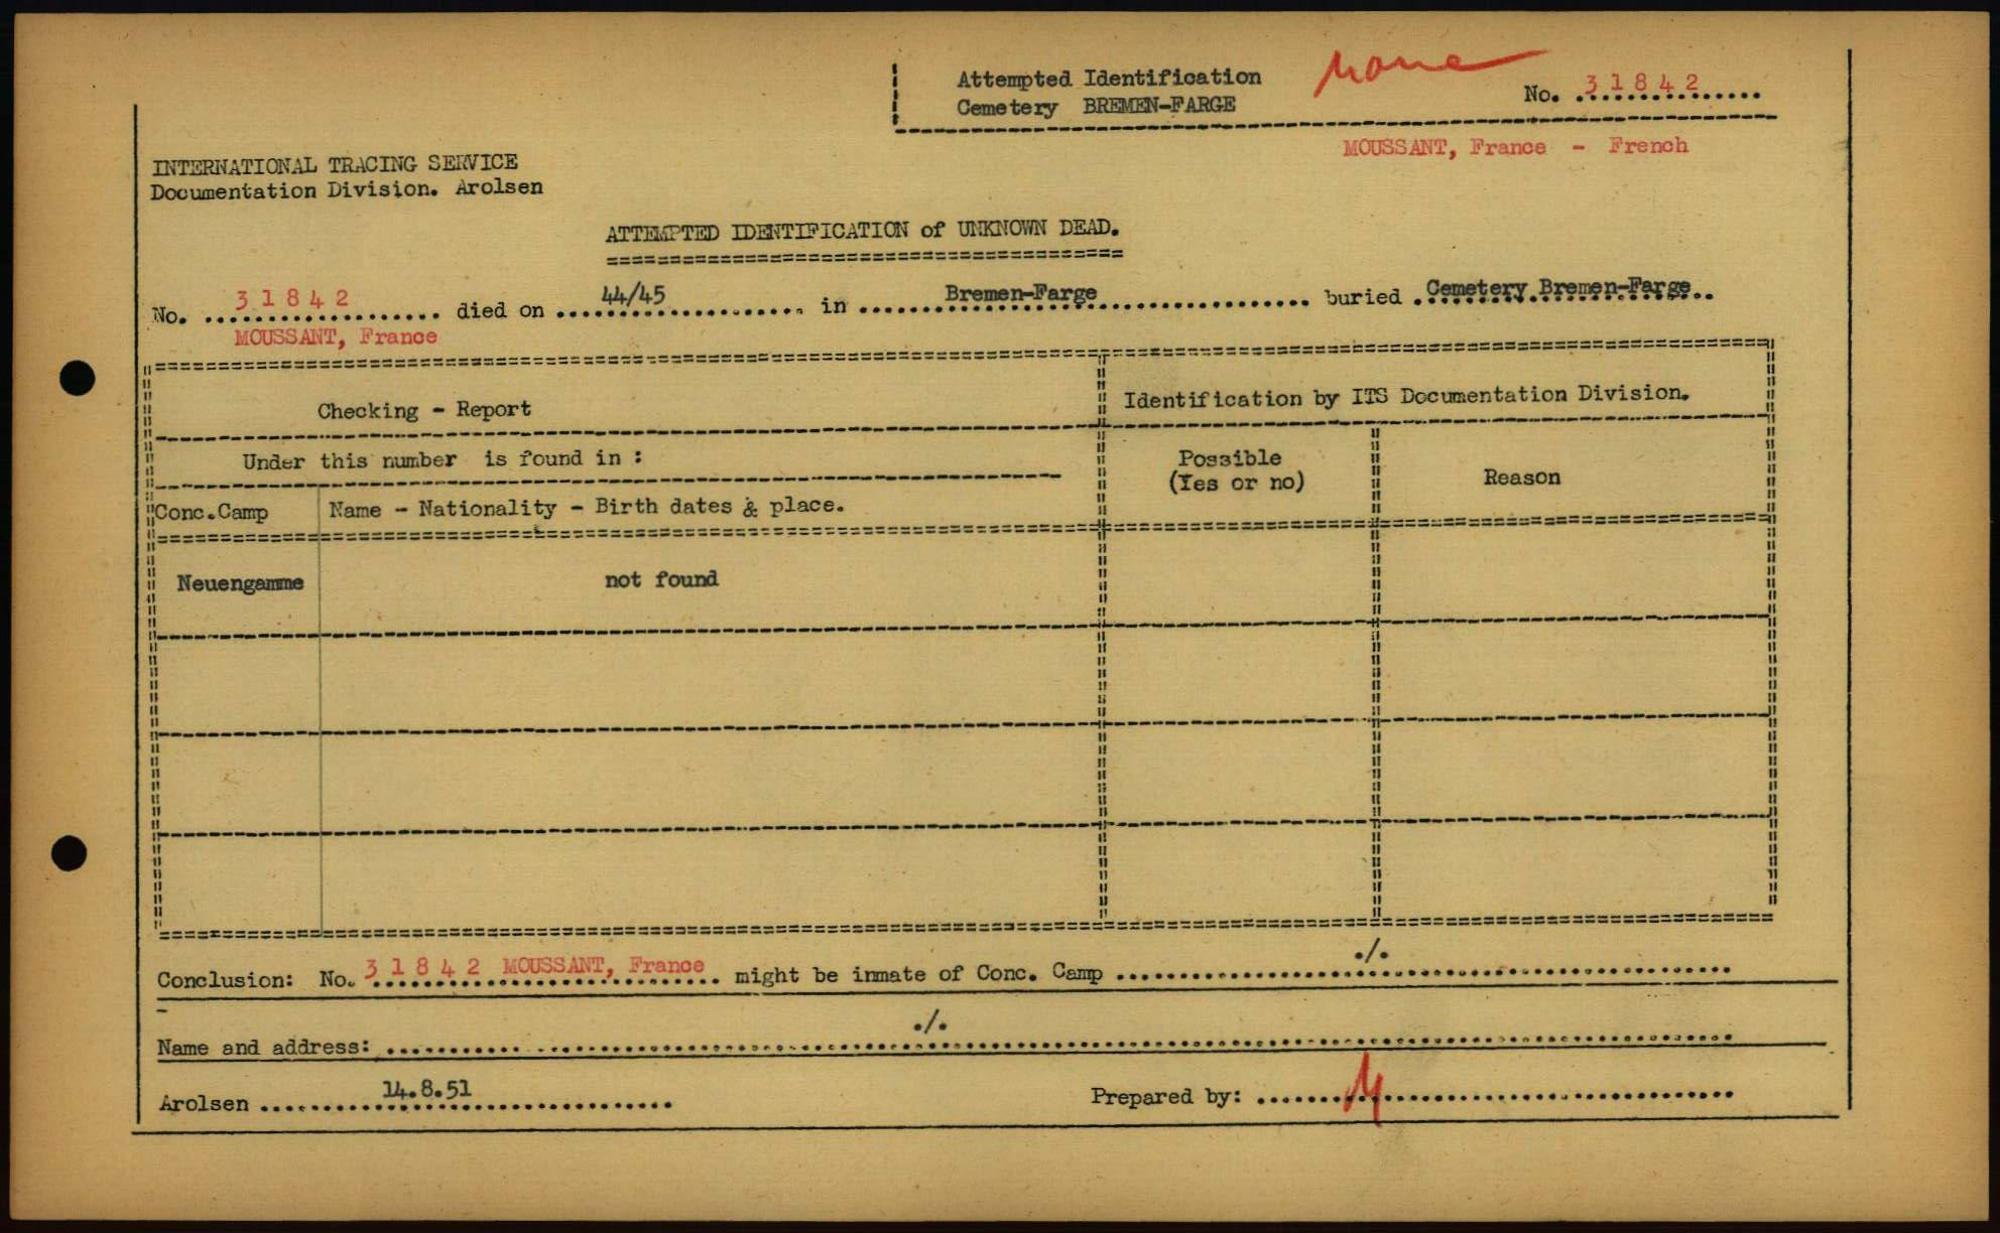 Attempted Identification
none
Cemetery BREMEN-FARGE
No. 31842
MOUSSANT, France - French
INTERNATIONAL TRACING SERVICE
Documentation Division. Arolsen
ATTEMPTED IDENTIFICATION of UNKNOWN DEAD.
No. 31842 died on 44/45 in Bremen-Farge buried Cemetery Bremen-Farge
MOUSSANT, France
Checking - Report
Identification by ITS Documentation Division.
Under this number is found in :
Possible
(Yes or no)
Reason
Conc.Camp
Name - Nationality - Birth dates & place.
Neuengamme
not found
Conclusion: No. 31842 MOUSSANT, France might be inmate of Conc. Camp ./.
Name and address: ./.
Arolsen 14.8.51
Prepared by: